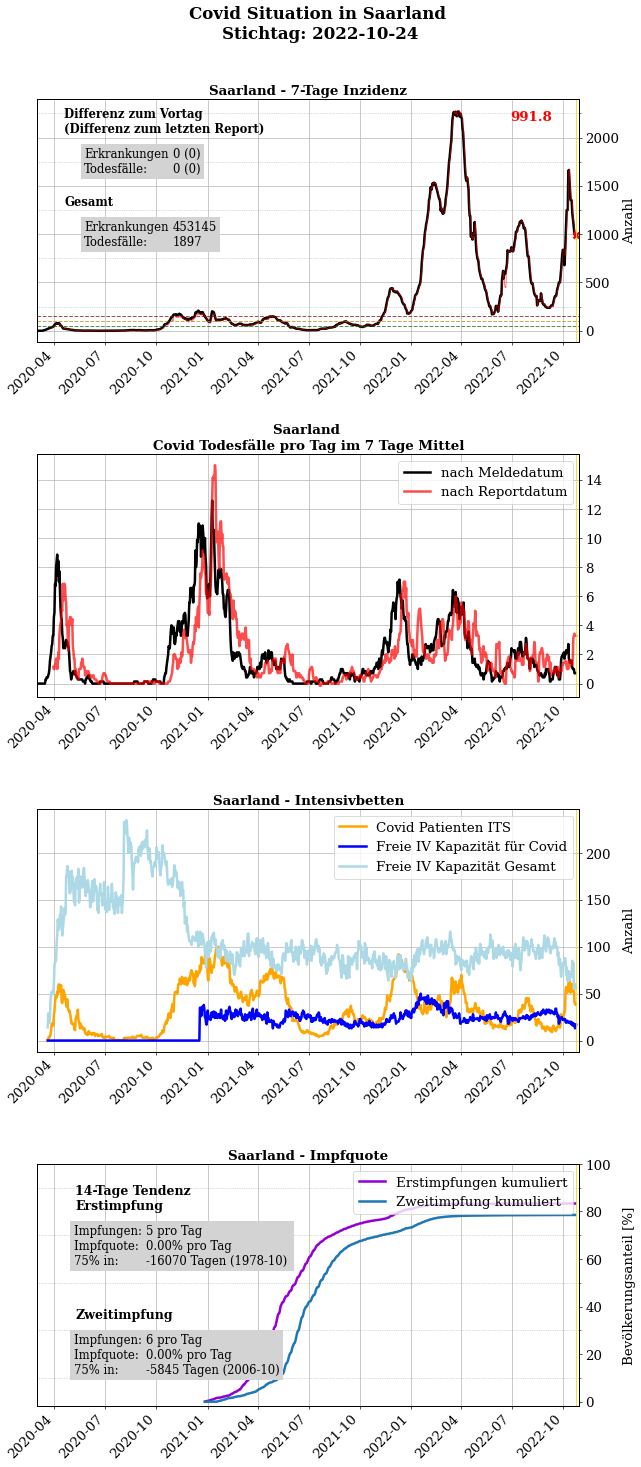 Covid Situation in Saarland
Stichtag: 2022-10-24
Saarland - 7-Tage Inzidenz
Differenz zum Vortag
(Differenz zum letzten Report)
Erkrankungen 0 (0)
Todesfälle: 0 (0)
Gesamt
Erkrankungen 453145
Todesfälle: 1897
991.8
2000
1500
1000
500
0
Anzahl
2020-04 2020-07 2020-10 2021-01 2021-04 2021-07 2021-10 2022-01 2022-04 2022-07 2022-10
Saarland
Covid Todesfälle pro Tag im 7 Tage Mittel
nach Meldedatum
nach Reportdatum
14
12
10
8
6
4
2
0
2020-04 2020-07 2020-10 2021-01 2021-04 2021-07 2021-10 2022-01 2022-04 2022-07 2022-10
Saarland - Intensivbetten
Covid Patienten ITS
Freie IV Kapazität für Covid
Freie IV Kapazität Gesamt
200
150
100
50
0
Anzahl
2020-04 2020-07 2020-10 2021-01 2021-04 2021-07 2021-10 2022-01 2022-04 2022-07 2022-10
Saarland - Impfquote
14-Tage Tendenz
Erstimpfung
Impfungen: 5 pro Tag
Impfquote: 0.00% pro Tag
75% in: -16070 Tagen (1978-10)
Zweitimpfung
Impfungen: 6 pro Tag
Impfquote: 0.00% pro Tag
75% in: -5845 Tagen (2006-10)
Erstimpfungen kumuliert
Zweitimpfung kumuliert
100
80
60
40
20
0
Bevölkerungsanteil [%]
2020-04 2020-07 2020-10 2021-01 2021-04 2021-07 2021-10 2022-01 2022-04 2022-07 2022-10